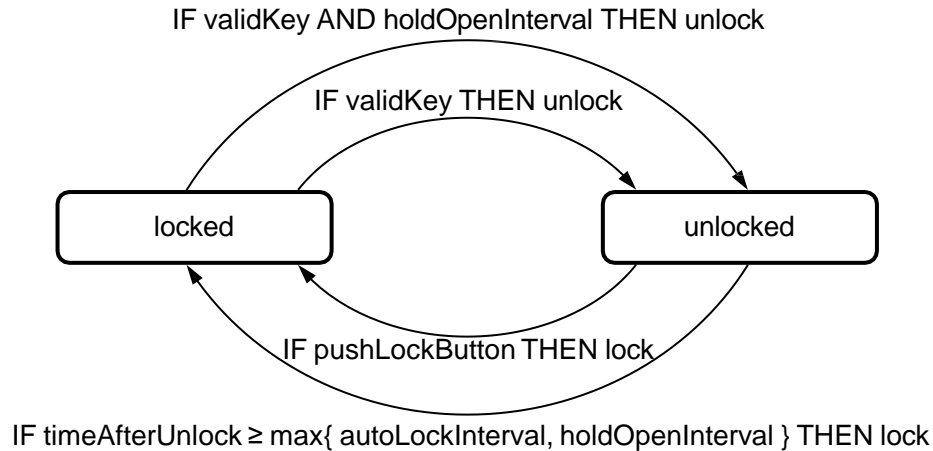 IF validKey AND holdOpenInterval THEN unlock
IF validKey THEN unlock
locked
unlocked
IF pushLockButton THEN lock
IF timeAfterUnlock ≥ max{ autoLockInterval, holdOpenInterval } THEN lock